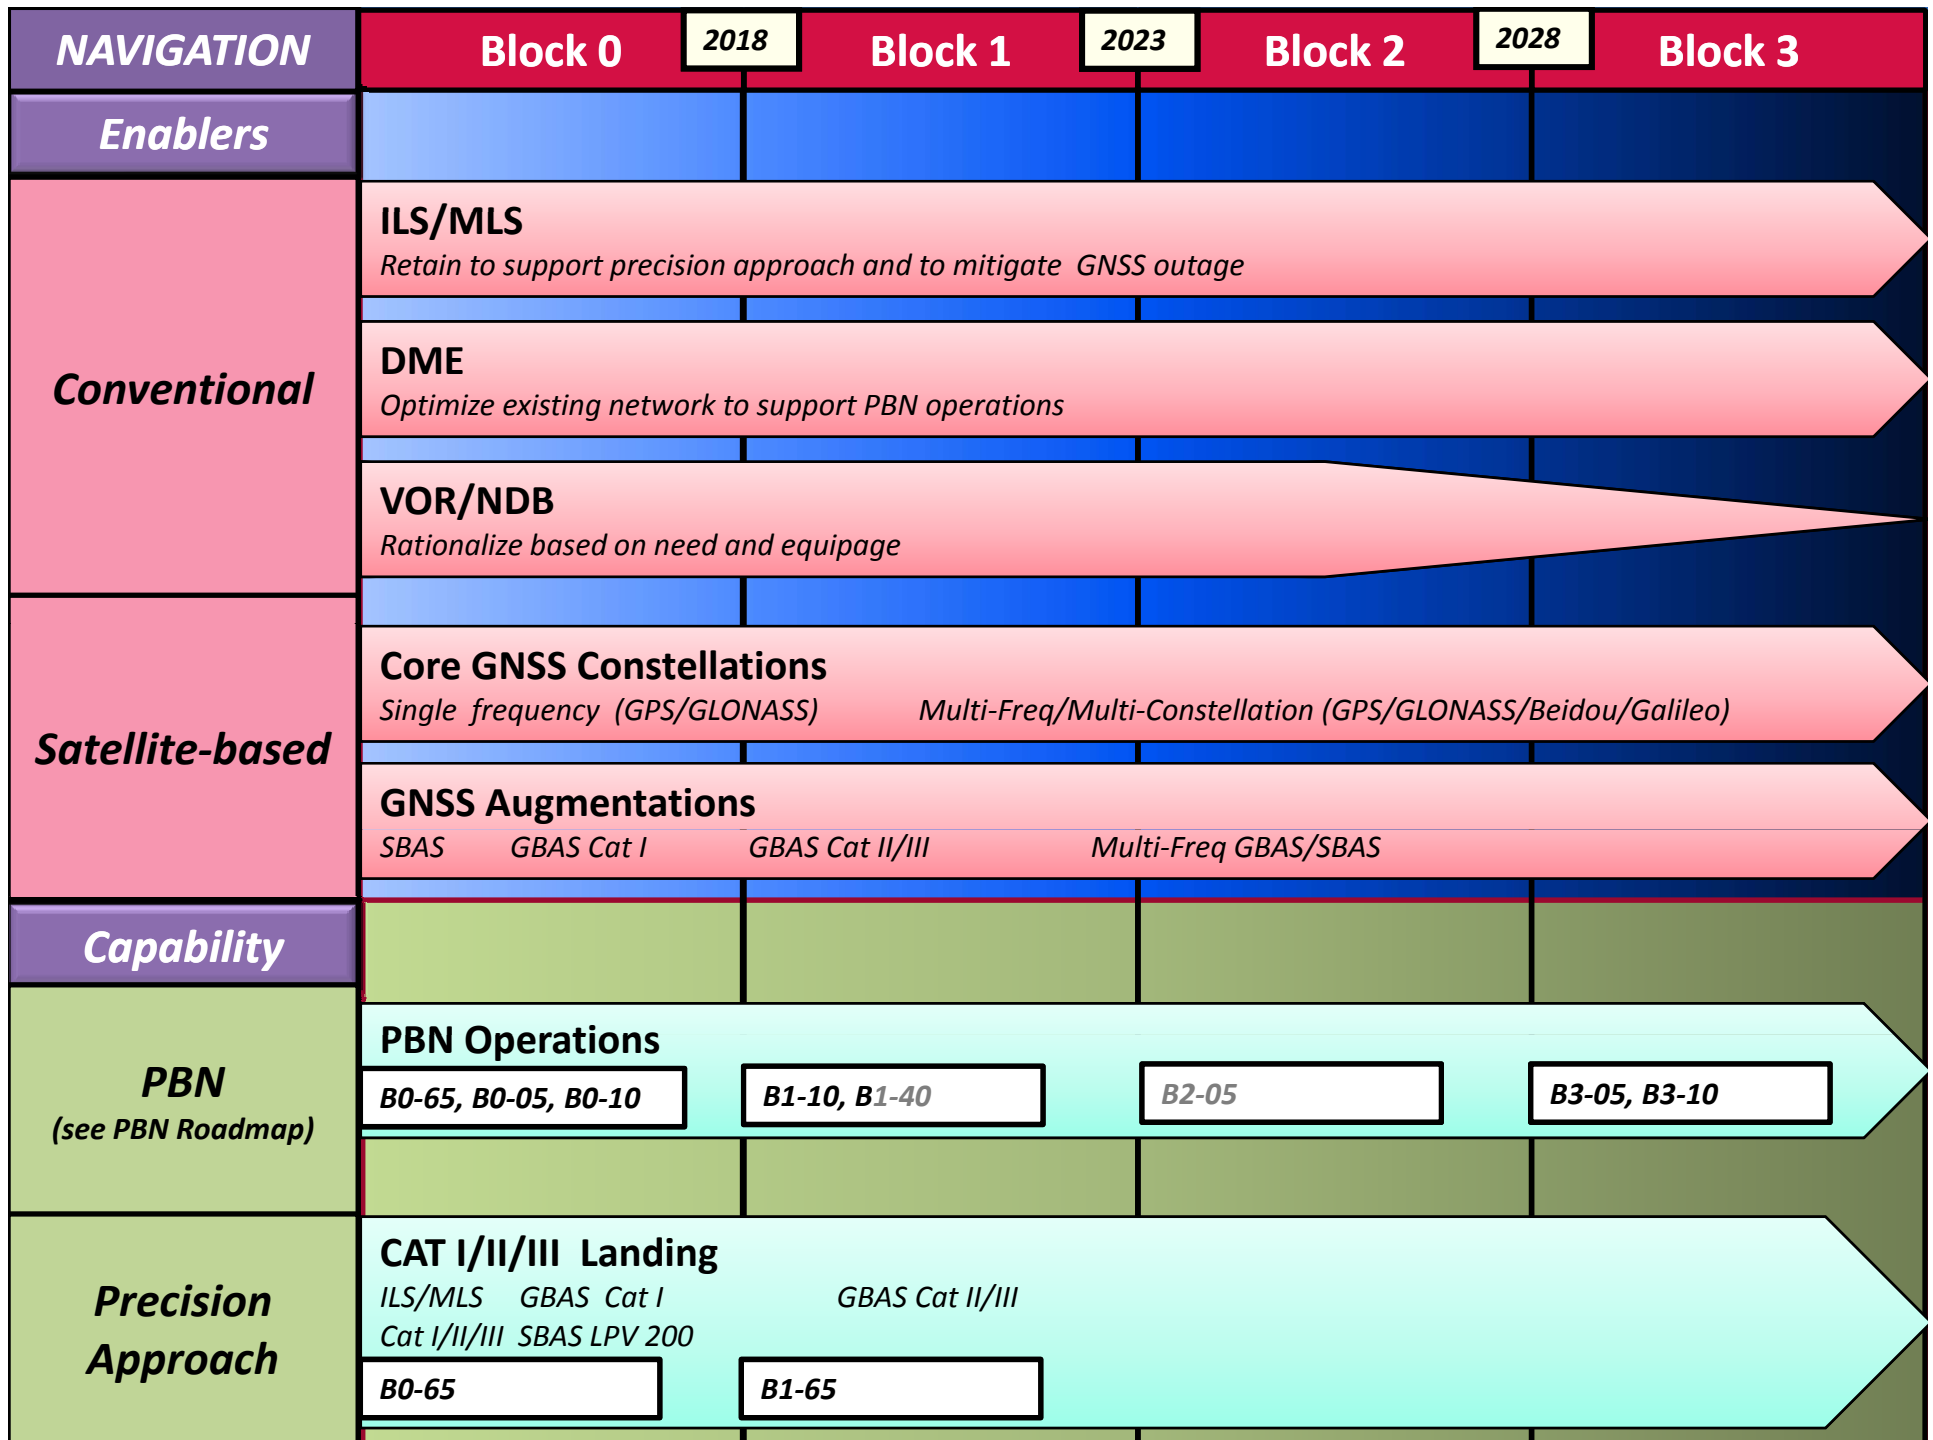 NAVIGATION
Block 0
2018
Block 1
2023
Block 2
2028
Block 3
Enablers
Conventional
ILS/MLS
Retain to support precision approach and to mitigate GNSS outage
DME
Optimize existing network to support PBN operations
VOR/NDB
Rationalize based on need and equipage
Satellite-based
Core GNSS Constellations
Single frequency (GPS/GLONASS) Multi-Freq/Multi-Constellation (GPS/GLONASS/Beidou/Galileo)
GNSS Augmentations
SBAS GBAS Cat I GBAS Cat II/III Multi-Freq GBAS/SBAS
Capability
PBN
(see PBN Roadmap)
PBN Operations
B0-65, B0-05, B0-10
B1-10, B1-40
B2-05
B3-05, B3-10
Precision
Approach
CAT I/II/III Landing
ILS/MLS GBAS Cat I GBAS Cat II/III
Cat I/II/III SBAS LPV 200
B0-65
B1-65